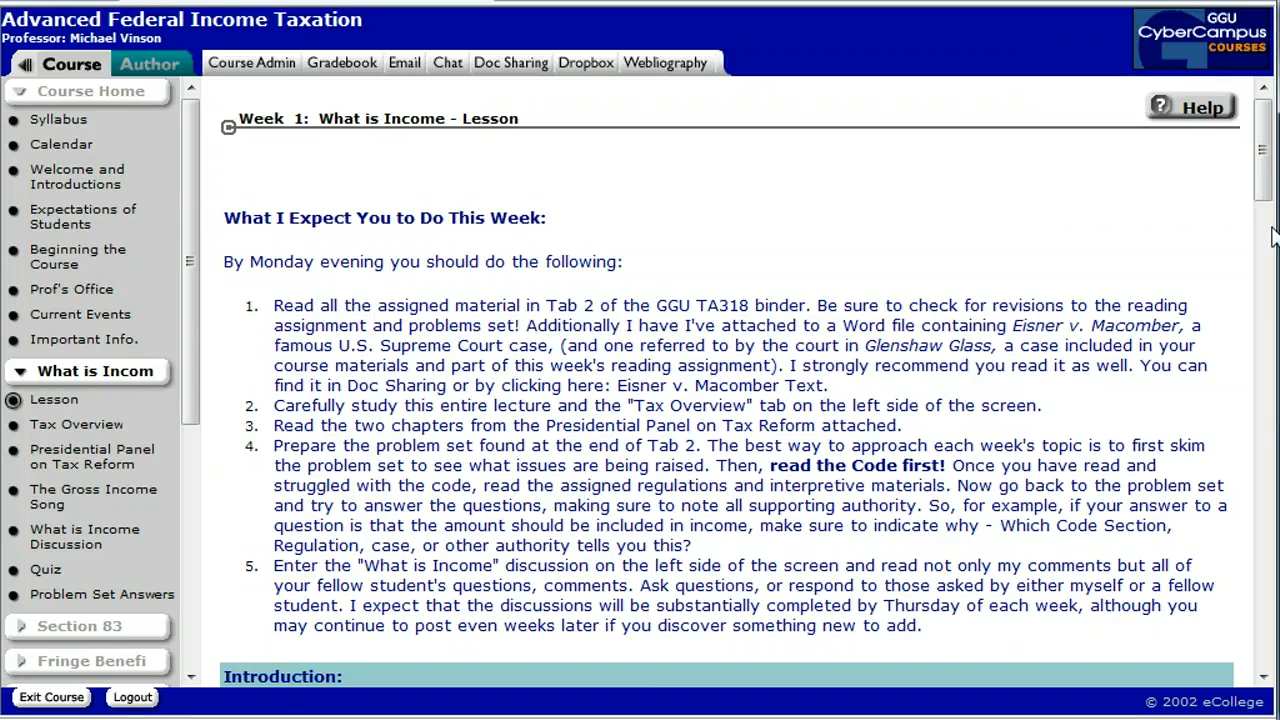 Advanced Federal Income Taxation
Professor: Michael Vinson
GGU
CyberCampus
COURSES
Course
Author
Course Admin
Gradebook
Email
Chat
Doc Sharing
Dropbox
Webliography
Course Home
Syllabus
Calendar
Welcome and
Introductions
Expectations of
Students
Beginning the
Course
Prof's Office
Current Events
Important Info.
What is Incom
Lesson
Tax Overview
Presidential Panel
on Tax Reform
The Gross Income
Song
What is Income
Discussion
Quiz
Problem Set Answers
Section 83
Fringe Benefi
Exit Course
Logout
Help
Week 1: What is Income - Lesson
What I Expect You to Do This Week:
By Monday evening you should do the following:
1. Read all the assigned material in Tab 2 of the GGU TA318 binder. Be sure to check for revisions to the reading
assignment and problems set! Additionally I have I've attached to a Word file containing Eisner v. Macomber, a
famous U.S. Supreme Court case, (and one referred to by the court in Glenshaw Glass, a case included in your
course materials and part of this week's reading assignment). I strongly recommend you read it as well. You can
find it in Doc Sharing or by clicking here: Eisner v. Macomber Text.
2. Carefully study this entire lecture and the "Tax Overview" tab on the left side of the screen.
3. Read the two chapters from the Presidential Panel on Tax Reform attached.
4. Prepare the problem set found at the end of Tab 2. The best way to approach each week's topic is to first skim
the problem set to see what issues are being raised. Then, read the Code first! Once you have read and
struggled with the code, read the assigned regulations and interpretive materials. Now go back to the problem set
and try to answer the questions, making sure to note all supporting authority. So, for example, if your answer to a
question is that the amount should be included in income, make sure to indicate why - Which Code Section,
Regulation, case, or other authority tells you this?
5. Enter the "What is Income" discussion on the left side of the screen and read not only my comments but all of
your fellow student's questions, comments. Ask questions, or respond to those asked by either myself or a fellow
student. I expect that the discussions will be substantially completed by Thursday of each week, although you
may continue to post even weeks later if you discover something new to add.
Introduction:
© 2002 eCollege